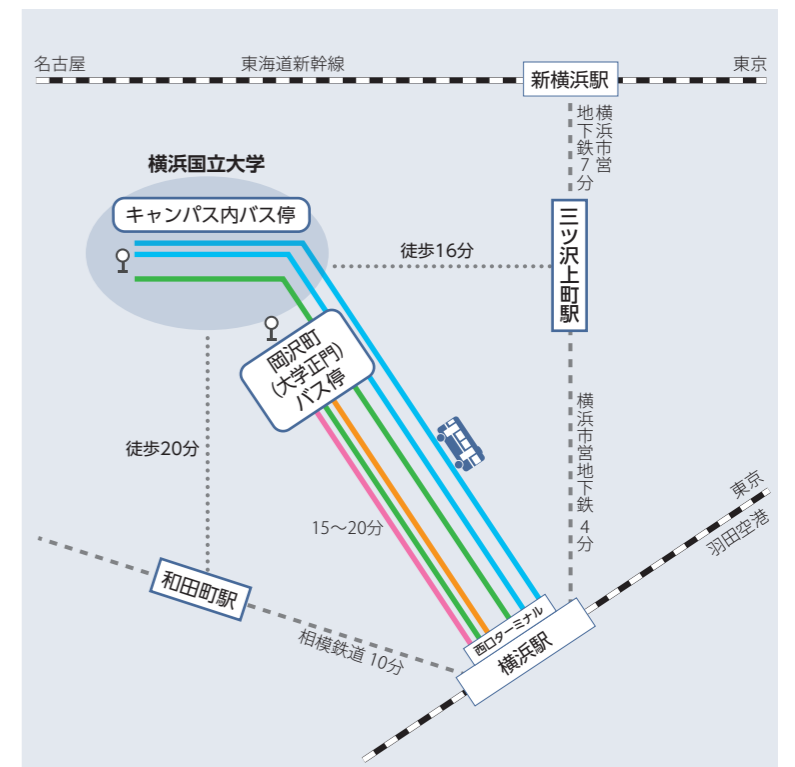 名古屋
東海道新幹線
新横浜駅
東京
横浜市営
地下鉄7分
横浜国立大学
キャンパス内バス停
三ツ沢上町駅
徒歩16分
岡沢町
(大学正門)
バス停
徒歩20分
横浜市営地下鉄 4分
東京
羽田空港
15〜20分
和田町駅
相模鉄道 10分
西口ターミナル
横浜駅